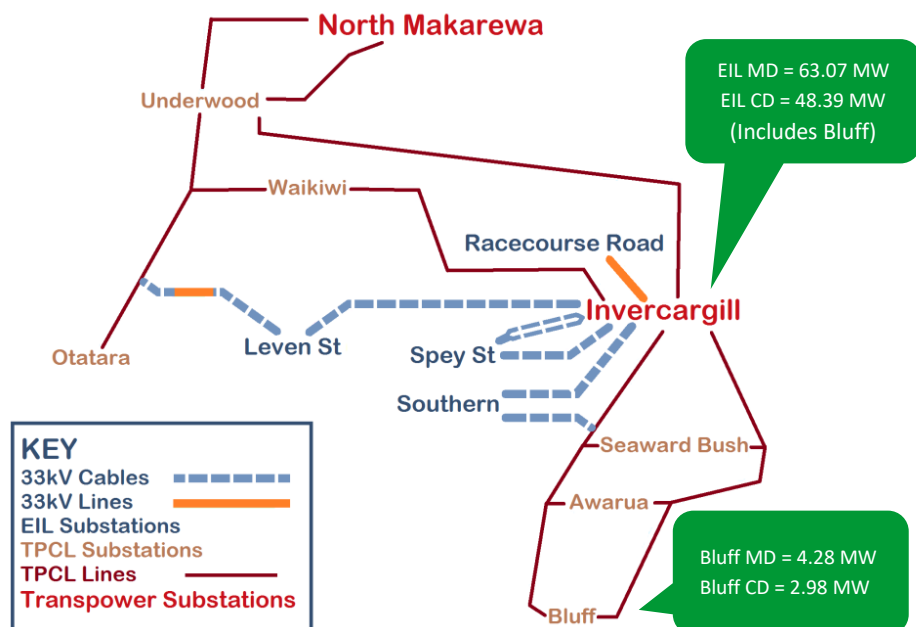 North Makarewa
EIL MD = 63.07 MW
EIL CD = 48.39 MW
(Includes Bluff)
Underwood
Waikiwi
Racecourse Road
Invercargill
Leven St
Spey St
Otatara
Southern
KEY
33kV Cables
33kV Lines
EIL Substations
TPCL Substations
TPCL Lines
Transpower Substations
Seaward Bush
Awarua
Bluff MD = 4.28 MW
Bluff CD = 2.98 MW
Bluff